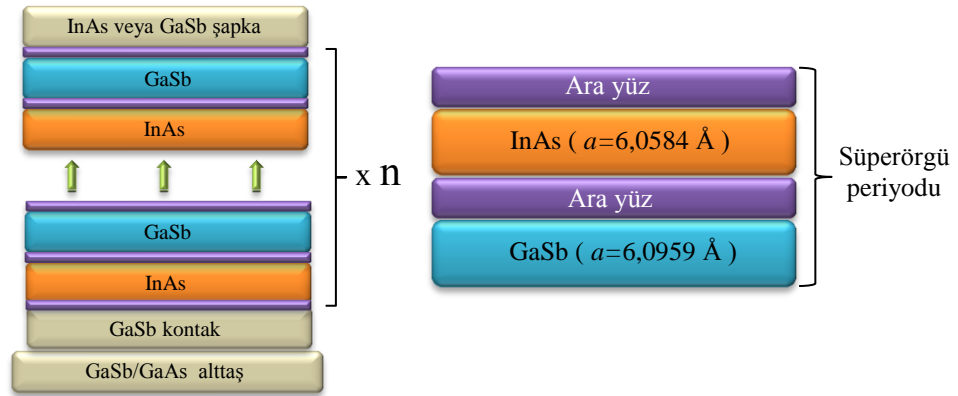 InAs veya GaSb şapka
GaSb
InAs
GaSb
InAs
GaSb kontak
GaSb/GaAs alttaş
x n
Ara yüz
InAs ( a=6,0584 Å )
Ara yüz
GaSb ( a=6,0959 Å )
Süperörgü
periyodu